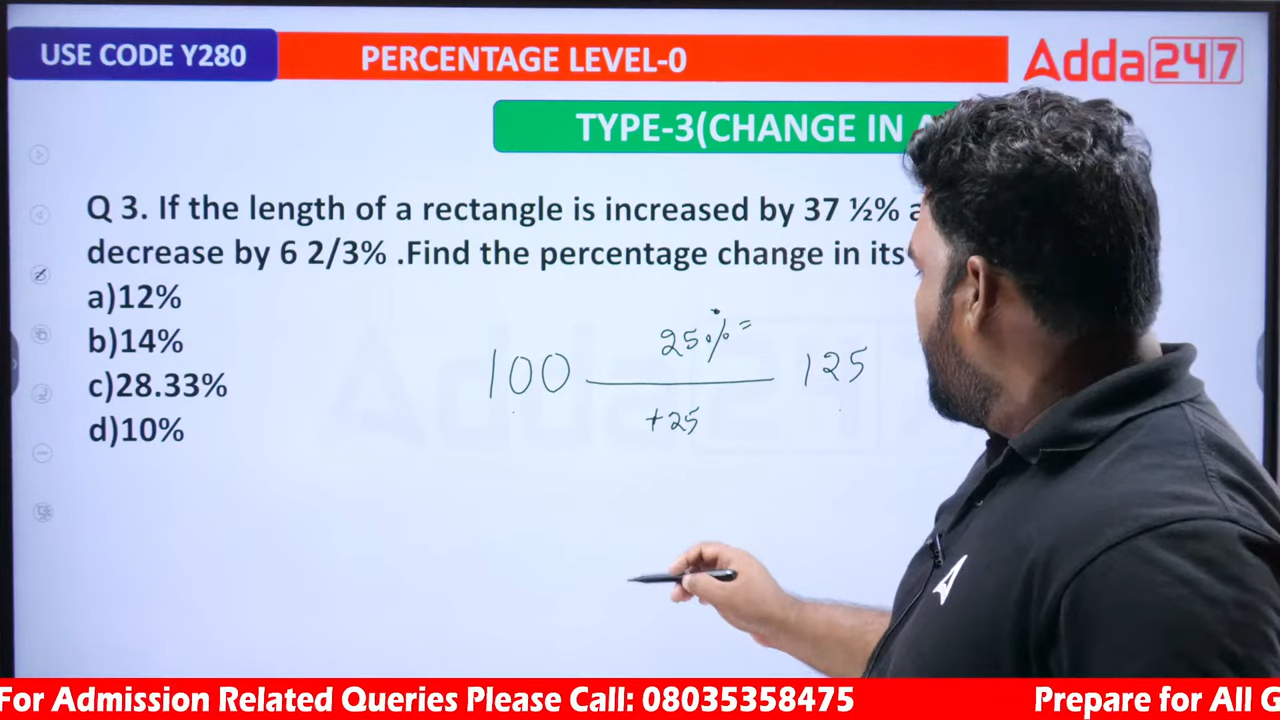 USE CODE Y280
PERCENTAGE LEVEL-0
Adda247
TYPE-3(CHANGE IN
Q 3. If the length of a rectangle is increased by 37 ½%
decrease by 6 2/3% .Find the percentage change in its
a)12%
b)14%
c)28.33%
d)10%
25%=
100
125
+25
For Admission Related Queries Please Call: 08035358475
Prepare for All G